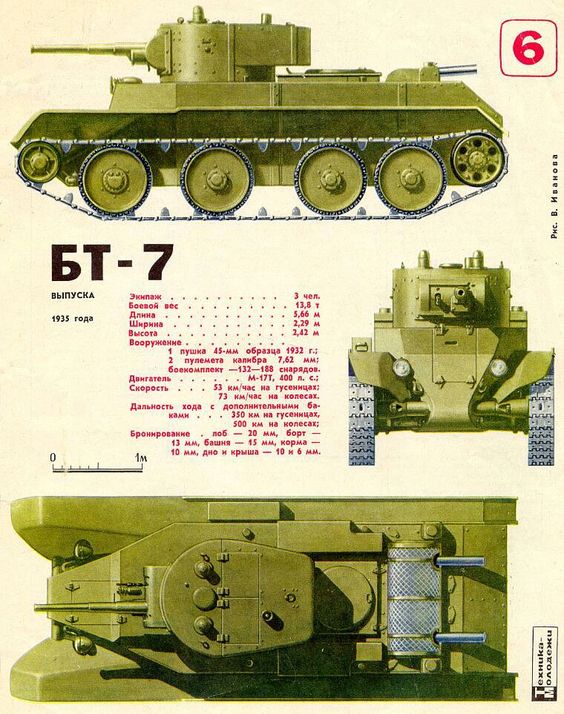 6
Рис. В. Иванова
БТ-7
ВЫПУСКА
1935 года
Экипаж . . . . . . . . . . . . 3 чел.
Боевой вес . . . . . . . . . . 13,8 т
Длина . . . . . . . . . . . . 5,66 м
Ширина . . . . . . . . . . . 2,29 м
Высота . . . . . . . . . . . 2,42 м
Вооружение . . . . . . . . . .
1 пушка 45-мм образца 1932 г.;
2 пулемета калибра 7,62 мм;
боекомплект —132—188 снарядов.
Двигатель . . . . М-17Т, 400 л. с.;
Скорость . . . 53 км/час на гусеницах;
73 км/час на колесах.
Дальность хода с дополнительными ба-
ками . . . 350 км на гусеницах,
500 км на колесах;
Бронирование . лоб — 20 мм, борт —
13 мм, башня — 15 мм, корма —
10 мм, дно и крыша — 10 и 6 мм.
0 1м
Техника-
Молодежи